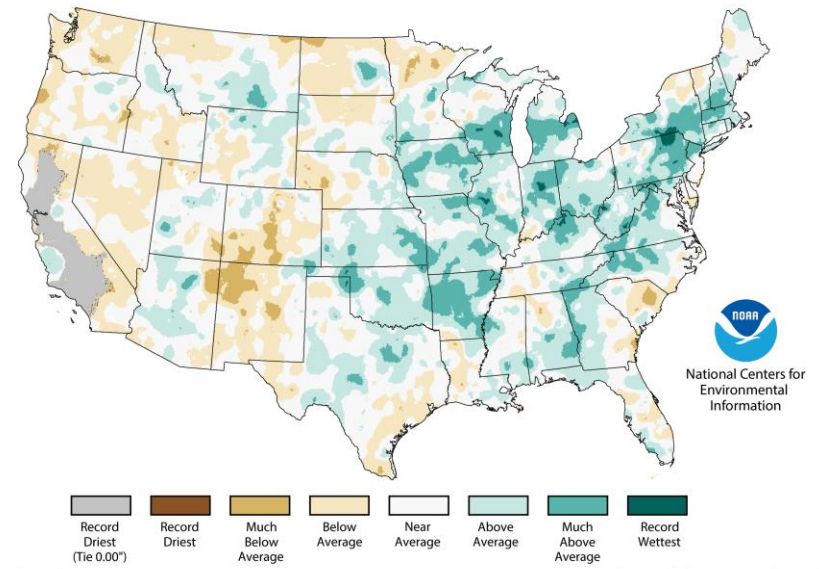 NOAA
National Centers for
Environmental
Information
Record
Driest
(Tie 0.00")
Record
Driest
Much
Below
Average
Below
Average
Near
Average
Above
Average
Much
Above
Average
Record
Wettest